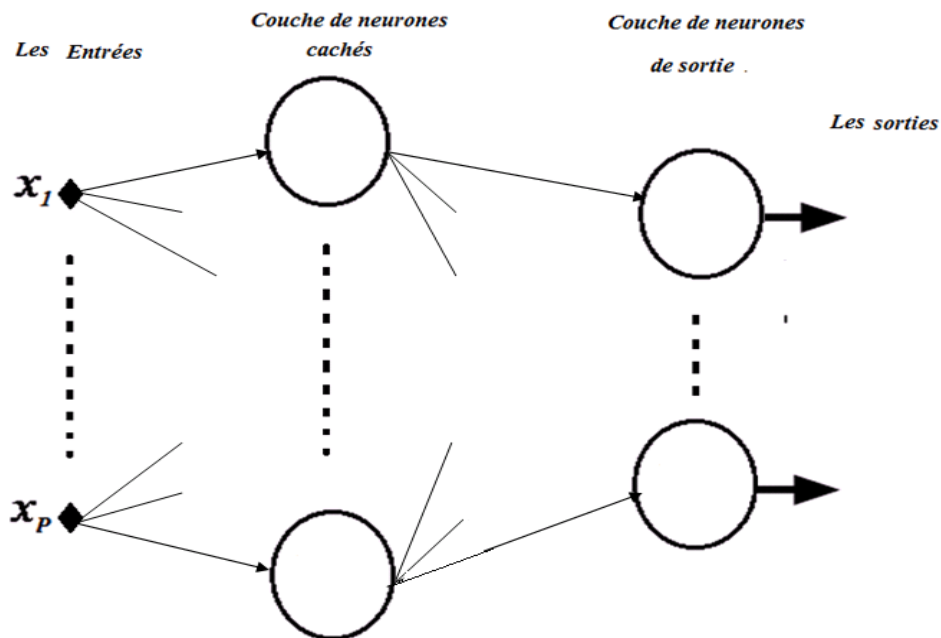 Les Entrées
Couche de neurones
cachés
Couche de neurones
de sortie .
Les sorties
x1
xP